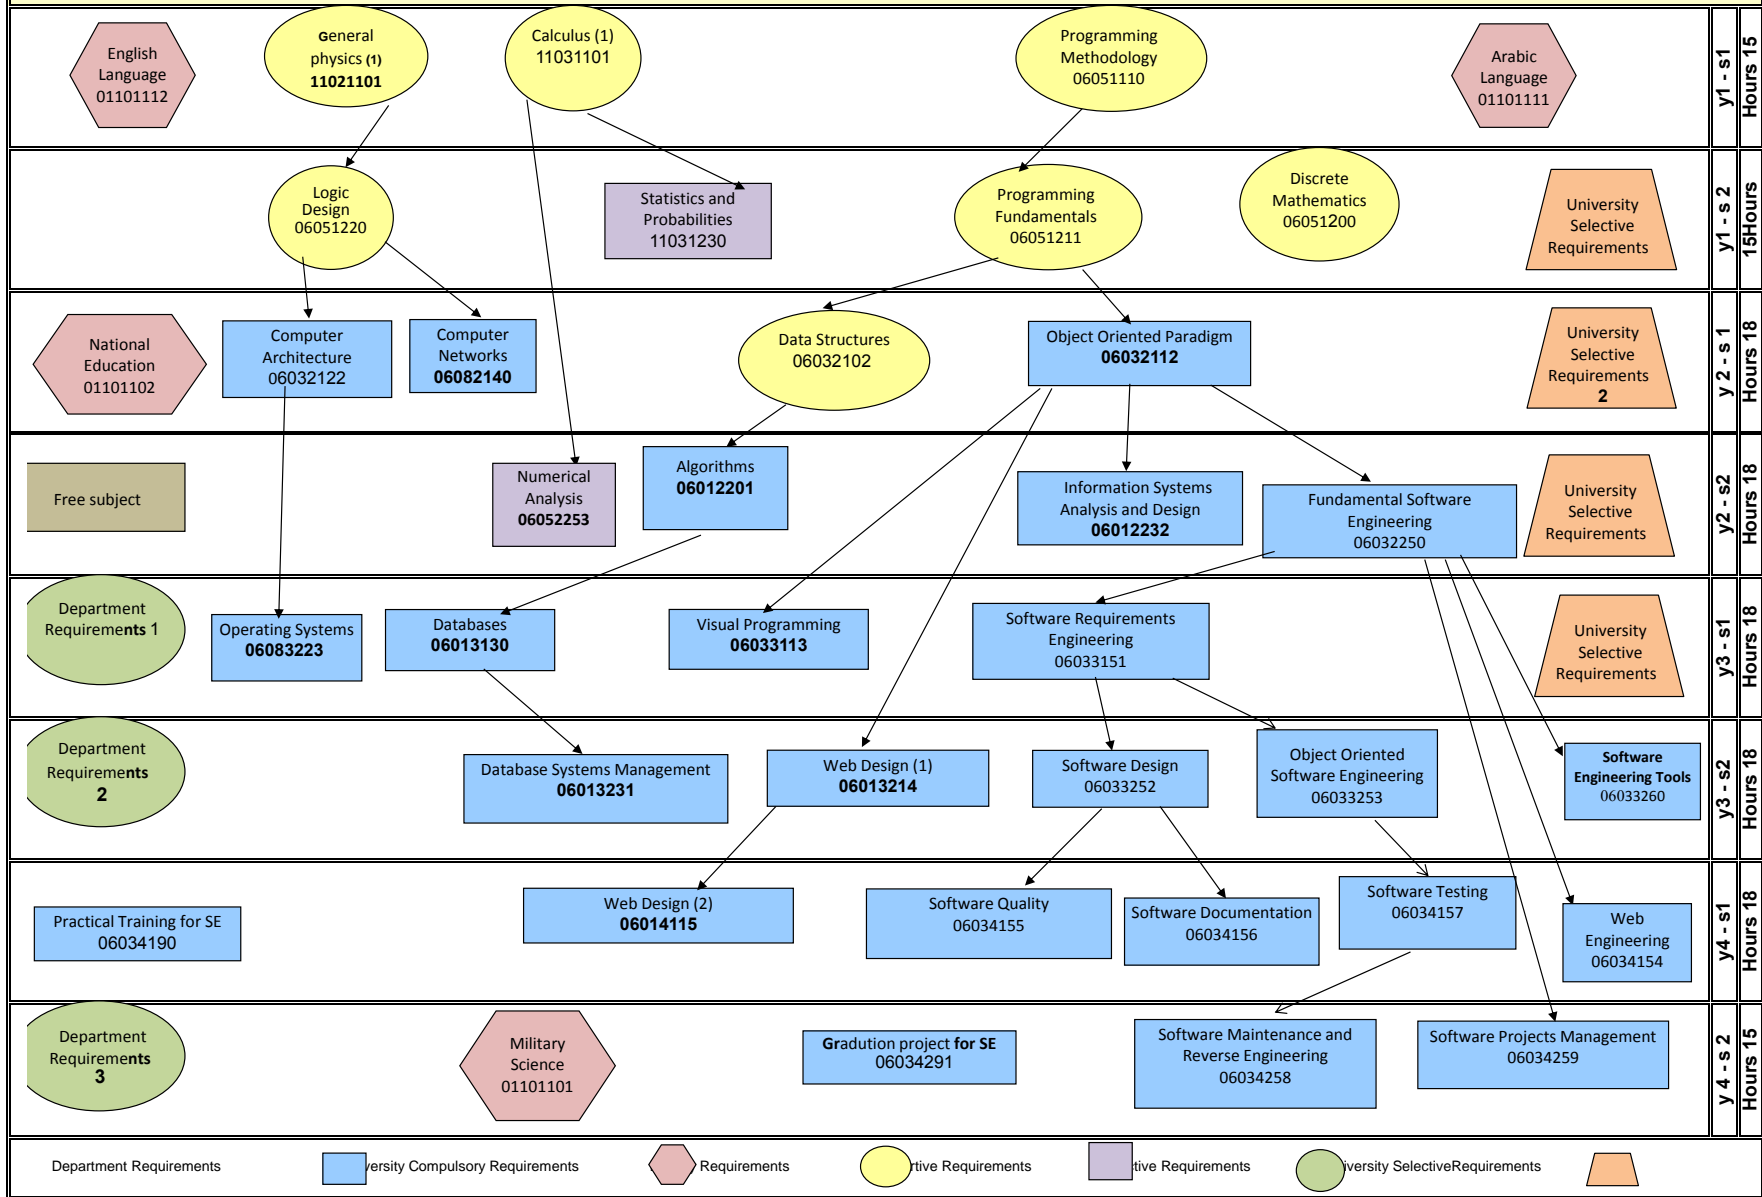 English
Language
01101112
General
physics (1)
11021101
Calculus (1)
11031101
Programming
Methodology
06051110
Arabic
Language
01101111
y1 - s1
Hours 15
Logic
Design
06051220
Statistics and
Probabilities
11031230
Programming
Fundamentals
06051211
Discrete
Mathematics
06051200
University
Selective
Requirements
y1 - s 2
15Hours
National
Education
01101102
Computer
Architecture
06032122
Computer
Networks
06082140
Data Structures
06032102
Object Oriented Paradigm
06032112
University
Selective
Requirements
2
y 2 - s 1
Hours 18
Free subject
Numerical
Analysis
06052253
Algorithms
06012201
Information Systems
Analysis and Design
06012232
Fundamental Software
Engineering
06032250
University
Selective
Requirements
y2 - s2
Hours 18
Department
Requirements 1
Operating Systems
06083223
Databases
06013130
Visual Programming
06033113
Software Requirements
Engineering
06033151
University
Selective
Requirements
y3 - s1
Hours 18
Department
Requirements
2
Database Systems Management
06013231
Web Design (1)
06013214
Software Design
06033252
Object Oriented
Software Engineering
06033253
Software
Engineering Tools
06033260
y3 - s2
Hours 18
Practical Training for SE
06034190
Web Design (2)
06014115
Software Quality
06034155
Software Documentation
06034156
Software Testing
06034157
Web
Engineering
06034154
y4 - s1
Hours 18
Department
Requirements
3
Military
Science
01101101
Gradution project for SE
06034291
Software Maintenance and
Reverse Engineering
06034258
Software Projects Management
06034259
y 4 - s 2
Hours 15
Department Requirements
versity Compulsory Requirements
Requirements
rtive Requirements
tive Requirements
iversity SelectiveRequirements